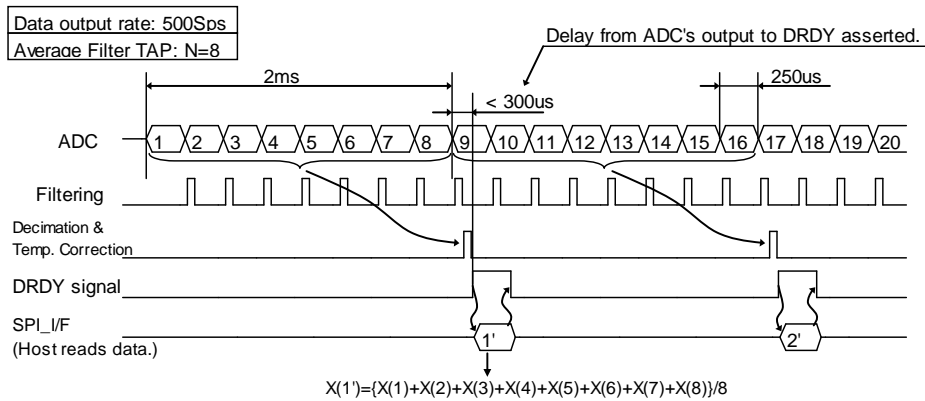 Data output rate: 500Sps
Average Filter TAP: N=8
Delay from ADC's output to DRDY asserted.
2ms
< 300us
250us
ADC
1 2 3 4 5 6 7 8 9 10 11 12 13 14 15 16 17 18 19 20
Filtering
Decimation &
Temp. Correction
DRDY signal
SPI_I/F
(Host reads data.)
1'
2'
X(1')={X(1)+X(2)+X(3)+X(4)+X(5)+X(6)+X(7)+X(8)}/8